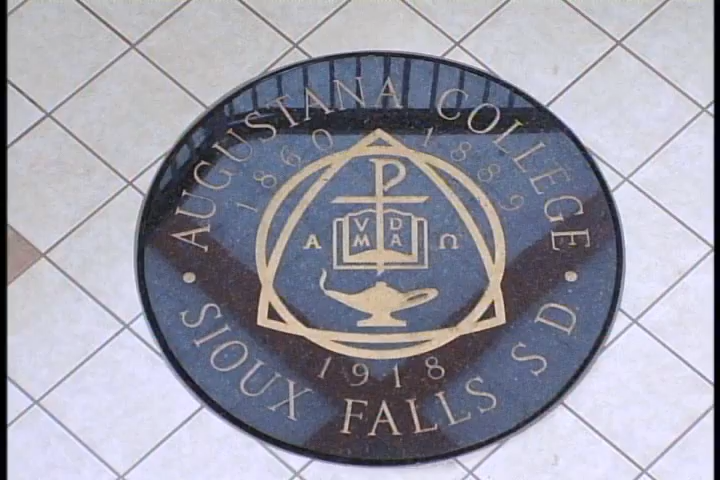 AUGUSTANA COLLEGE
1860 1889
Α Ω
V D
M A
1918
SIOUX FALLS S D